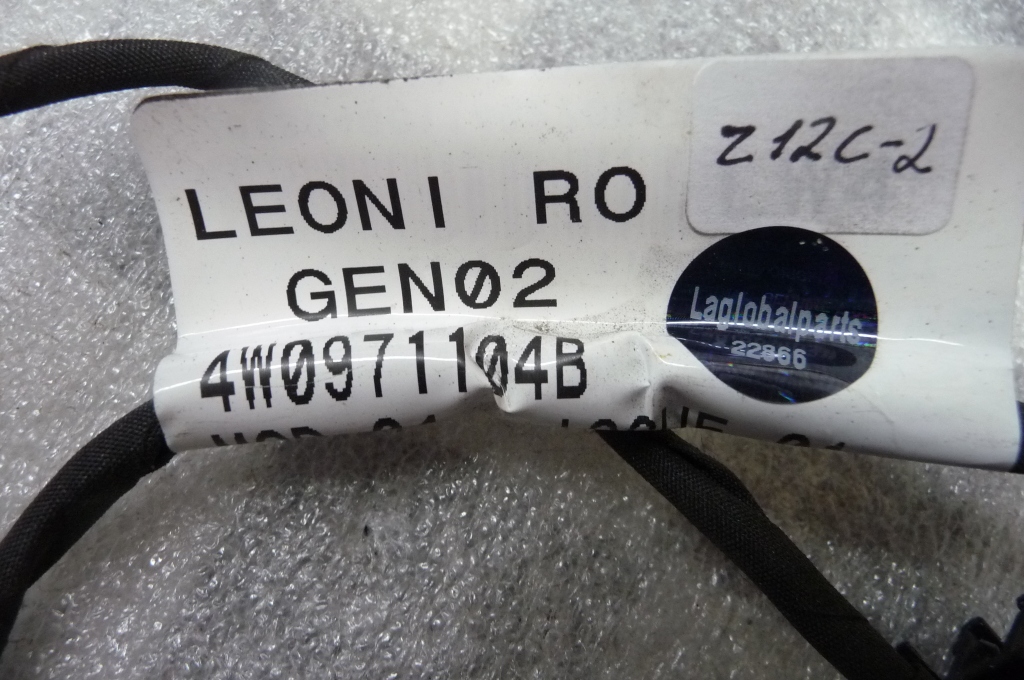 z12C-2
LEONI RO
GEN02
4W0971104B
Laglobalparts
22866